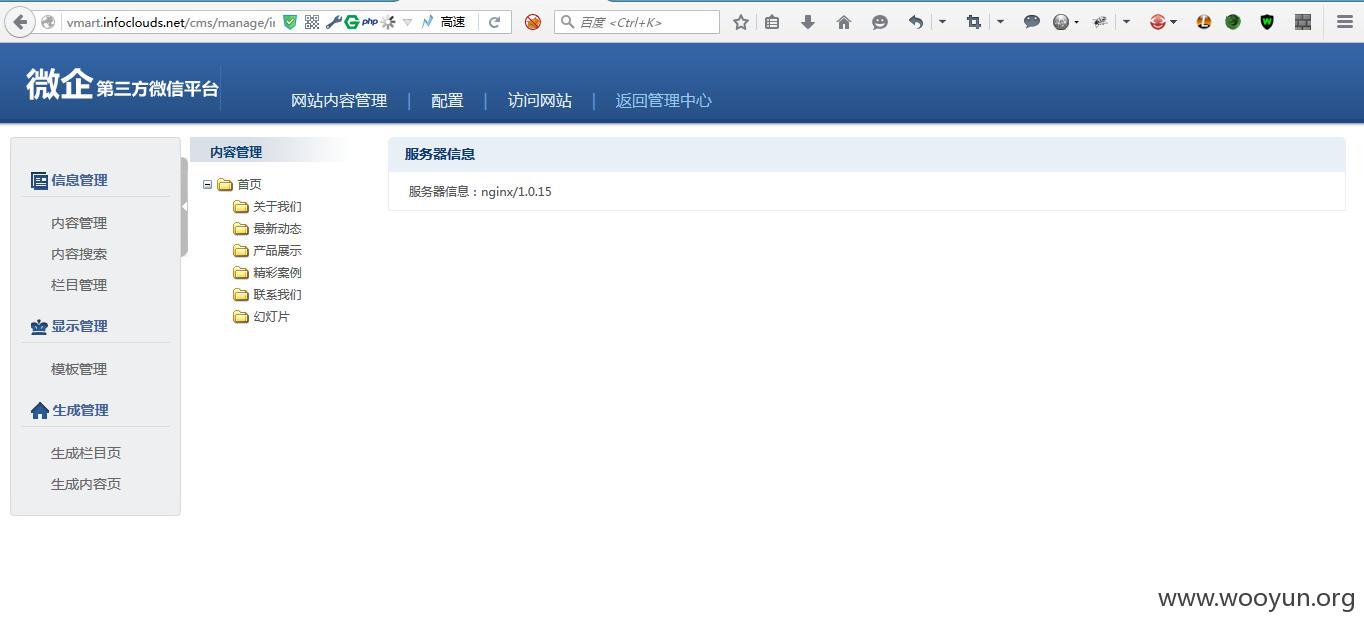 vmart.infoclouds.net/cms/manage/i
php
高速
百度 <Ctrl+K>
微企 第三方微信平台
网站内容管理 | 配置 | 访问网站 | 返回管理中心
信息管理
内容管理
内容搜索
栏目管理
显示管理
模板管理
生成管理
生成栏目页
生成内容页
内容管理
首页
关于我们
最新动态
产品展示
精彩案例
联系我们
幻灯片
服务器信息
服务器信息：nginx/1.0.15
www.wooyun.org